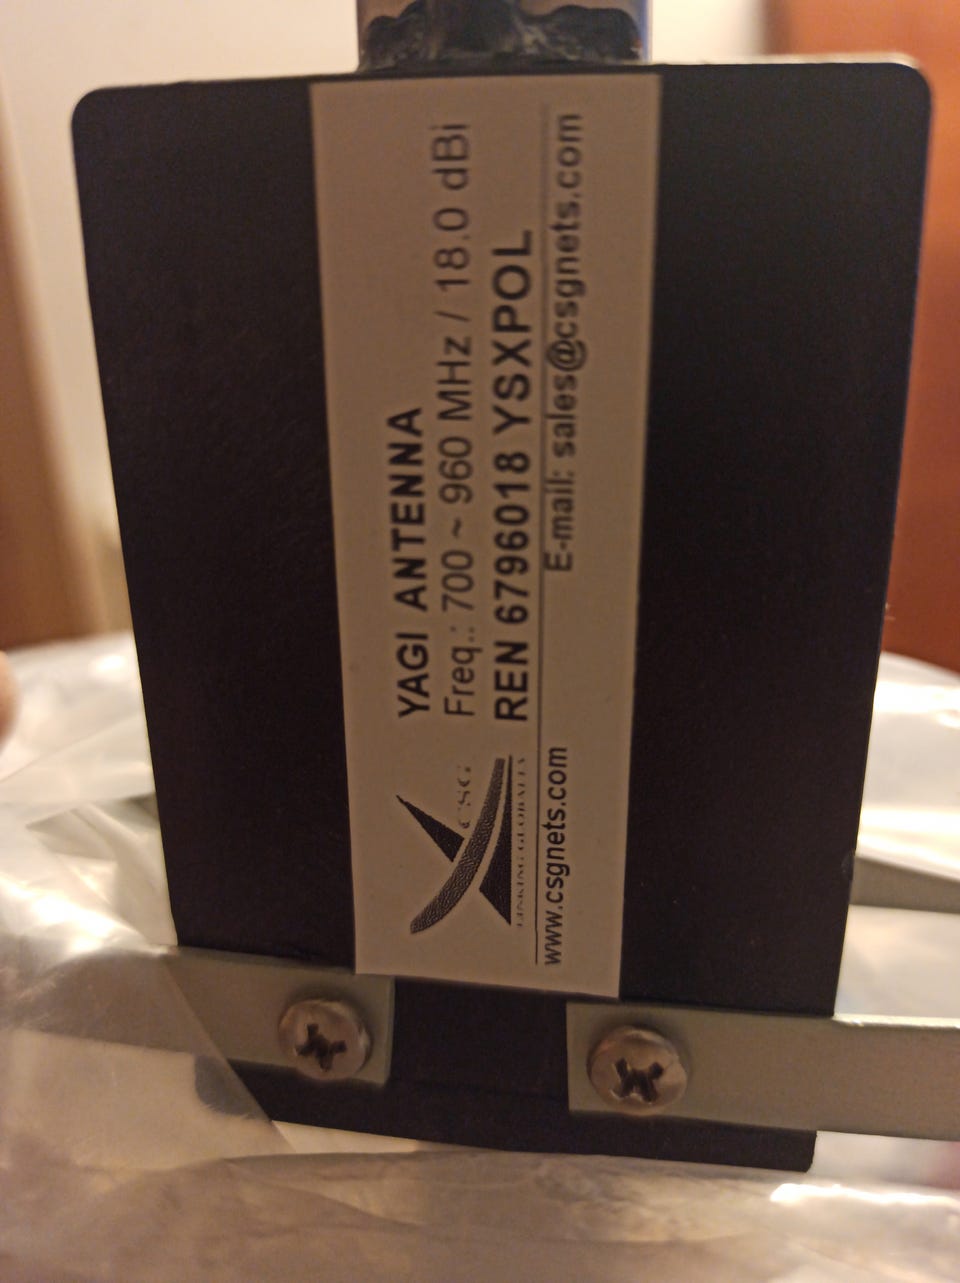 YAGI ANTENNA
Freq.: 700 ~ 960 MHz / 18.0 dBi
REN 6796018 YSXPOL
CSG
LINKING GLOBALLY
www.csgnets.com
E-mail: sales@csgnets.com